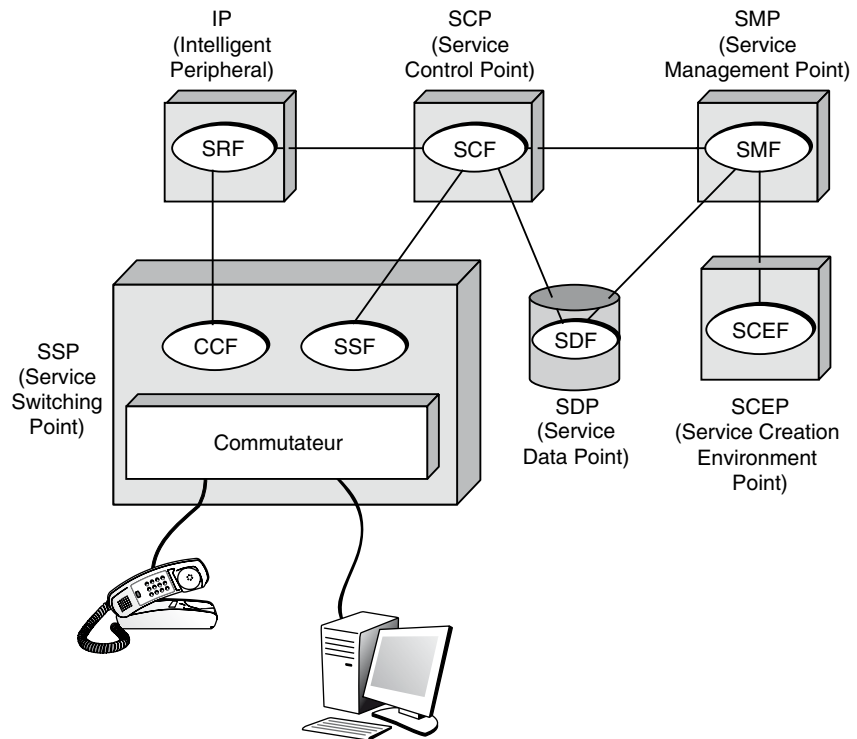 IP
(Intelligent
Peripheral)
SCP
(Service
Control Point)
SMP
(Service
Management Point)
SRF
SCF
SMF
SSP
(Service
Switching
Point)
CCF
SSF
SDF
SCEF
Commutateur
SDP
(Service
Data Point)
SCEP
(Service Creation
Environment
Point)